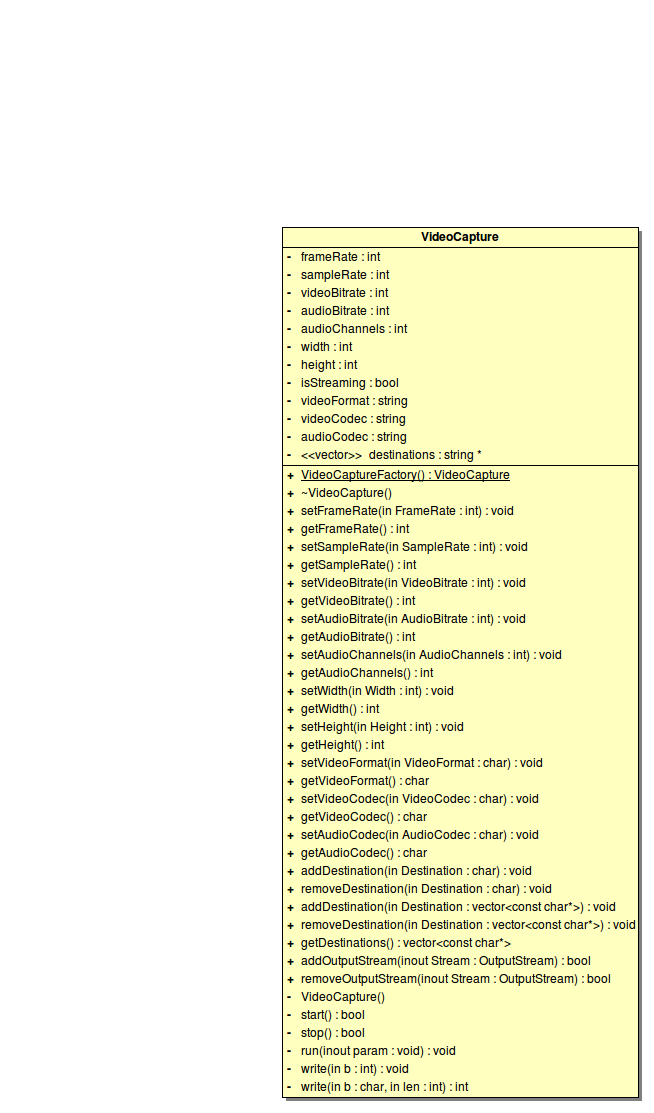 VideoCapture
- frameRate : int
- sampleRate : int
- videoBitrate : int
- audioBitrate : int
- audioChannels : int
- width : int
- height : int
- isStreaming : bool
- videoFormat : string
- videoCodec : string
- audioCodec : string
- <<vector>> destinations : string *
+ VideoCaptureFactory() : VideoCapture
+ ~VideoCapture()
+ setFrameRate(in FrameRate : int) : void
+ getFrameRate() : int
+ setSampleRate(in SampleRate : int) : void
+ getSampleRate() : int
+ setVideoBitrate(in VideoBitrate : int) : void
+ getVideoBitrate() : int
+ setAudioBitrate(in AudioBitrate : int) : void
+ getAudioBitrate() : int
+ setAudioChannels(in AudioChannels : int) : void
+ getAudioChannels() : int
+ setWidth(in Width : int) : void
+ getWidth() : int
+ setHeight(in Height : int) : void
+ getHeight() : int
+ setVideoFormat(in VideoFormat : char) : void
+ getVideoFormat() : char
+ setVideoCodec(in VideoCodec : char) : void
+ getVideoCodec() : char
+ setAudioCodec(in AudioCodec : char) : void
+ getAudioCodec() : char
+ addDestination(in Destination : char) : void
+ removeDestination(in Destination : char) : void
+ addDestination(in Destination : vector<const char*>) : void
+ removeDestination(in Destination : vector<const char*>) : void
+ getDestinations() : vector<const char*>
+ addOutputStream(inout Stream : OutputStream) : bool
+ removeOutputStream(inout Stream : OutputStream) : bool
- VideoCapture()
- start() : bool
- stop() : bool
- run(inout param : void) : void
- write(in b : int) : void
- write(in b : char, in len : int) : int